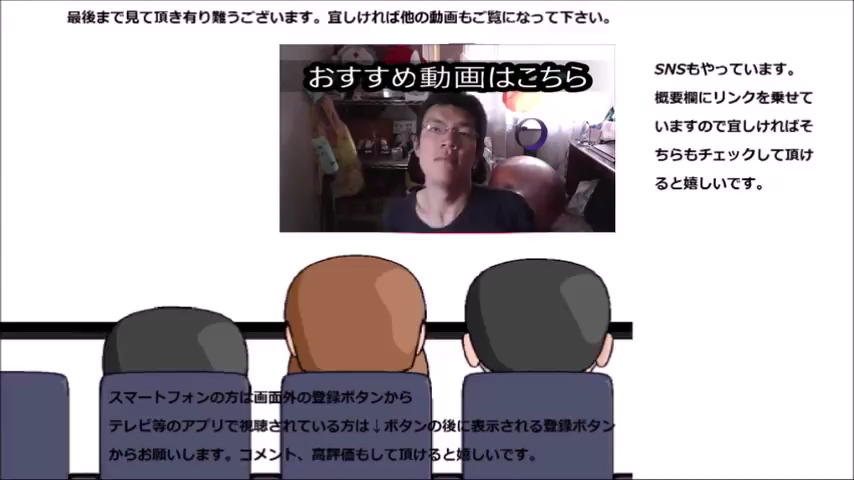 最後まで見て頂き有り難うございます。宜しければ他の動画もご覧になって下さい。
おすすめ動画はこちら
SNSもやっています。
概要欄にリンクを乗せて
いますので宜しければそ
ちらもチェックして頂け
ると嬉しいです。
スマートフォンの方は画面外の登録ボタンから
テレビ等のアプリで視聴されている方は↓ボタンの後に表示される登録ボタン
からお願いします。コメント、高評価もして頂けると嬉しいです。